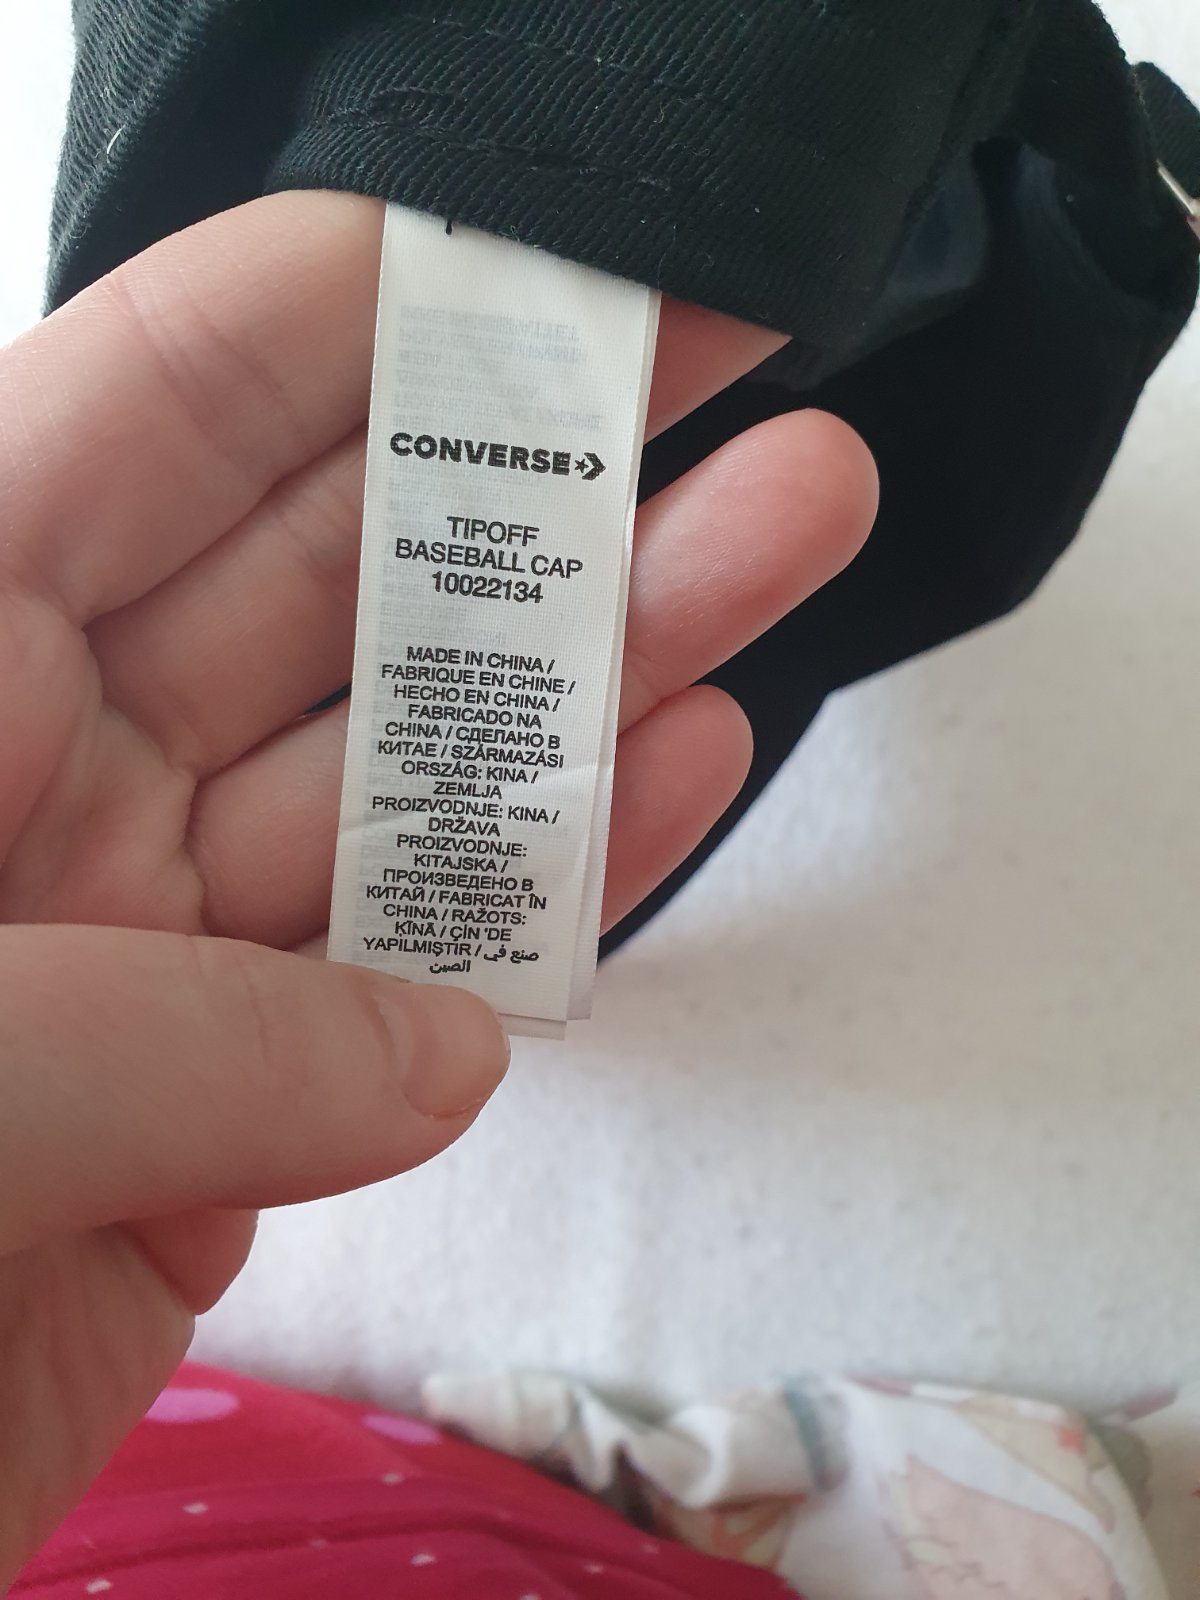 CONVERSE
TIPOFF
BASEBALL CAP
10022134
MADE IN CHINA /
FABRIQUE EN CHINE /
HECHO EN CHINA /
FABRICADO NA
CHINA / СДЕЛАНО В
КИТАЕ / SZÁRMAZÁSI
ORSZÁG: KINA /
ZEMLJA
PROIZVODNJE: KINA /
DRŽAVA
PROIZVODNJE:
KITAJSKA /
ПРОИЗВЕДЕНО В
КИТАЙ / FABRICAT ÎN
CHINA / RAŽOTS:
ĶĪNĀ / ÇİN 'DE
YAPILMIŞTIR / صنع في
الصين